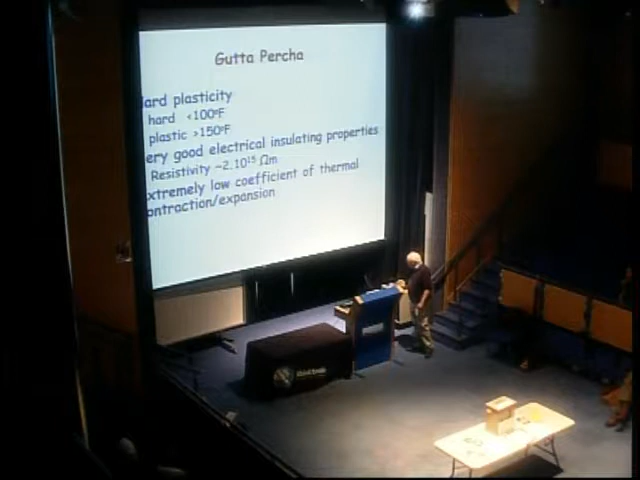 Gutta Percha
ard plasticity
hard <100ºF
plastic >150ºF
ery good electrical insulating properties
Resistivity ~2.10¹⁵ Ωm
xtremely low coefficient of thermal
ontraction/expansion